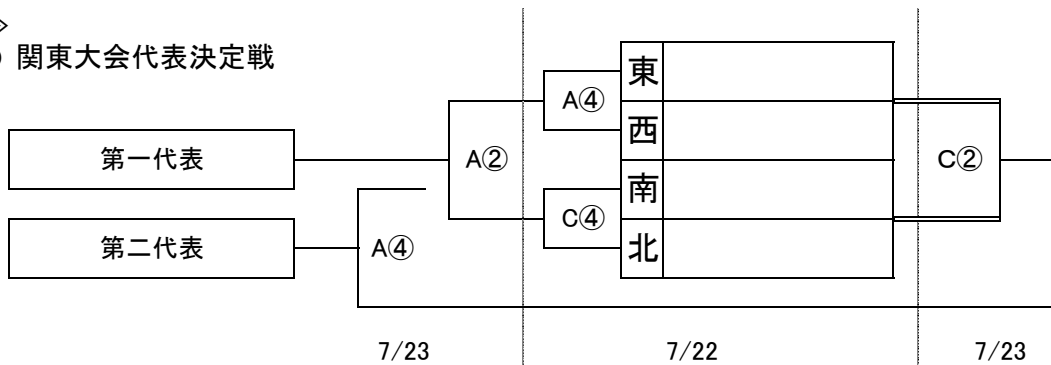 関東大会代表決定戦
東
A④
西
第一代表
A②
C②
南
C④
第二代表
A④
北
7/23
7/22
7/23